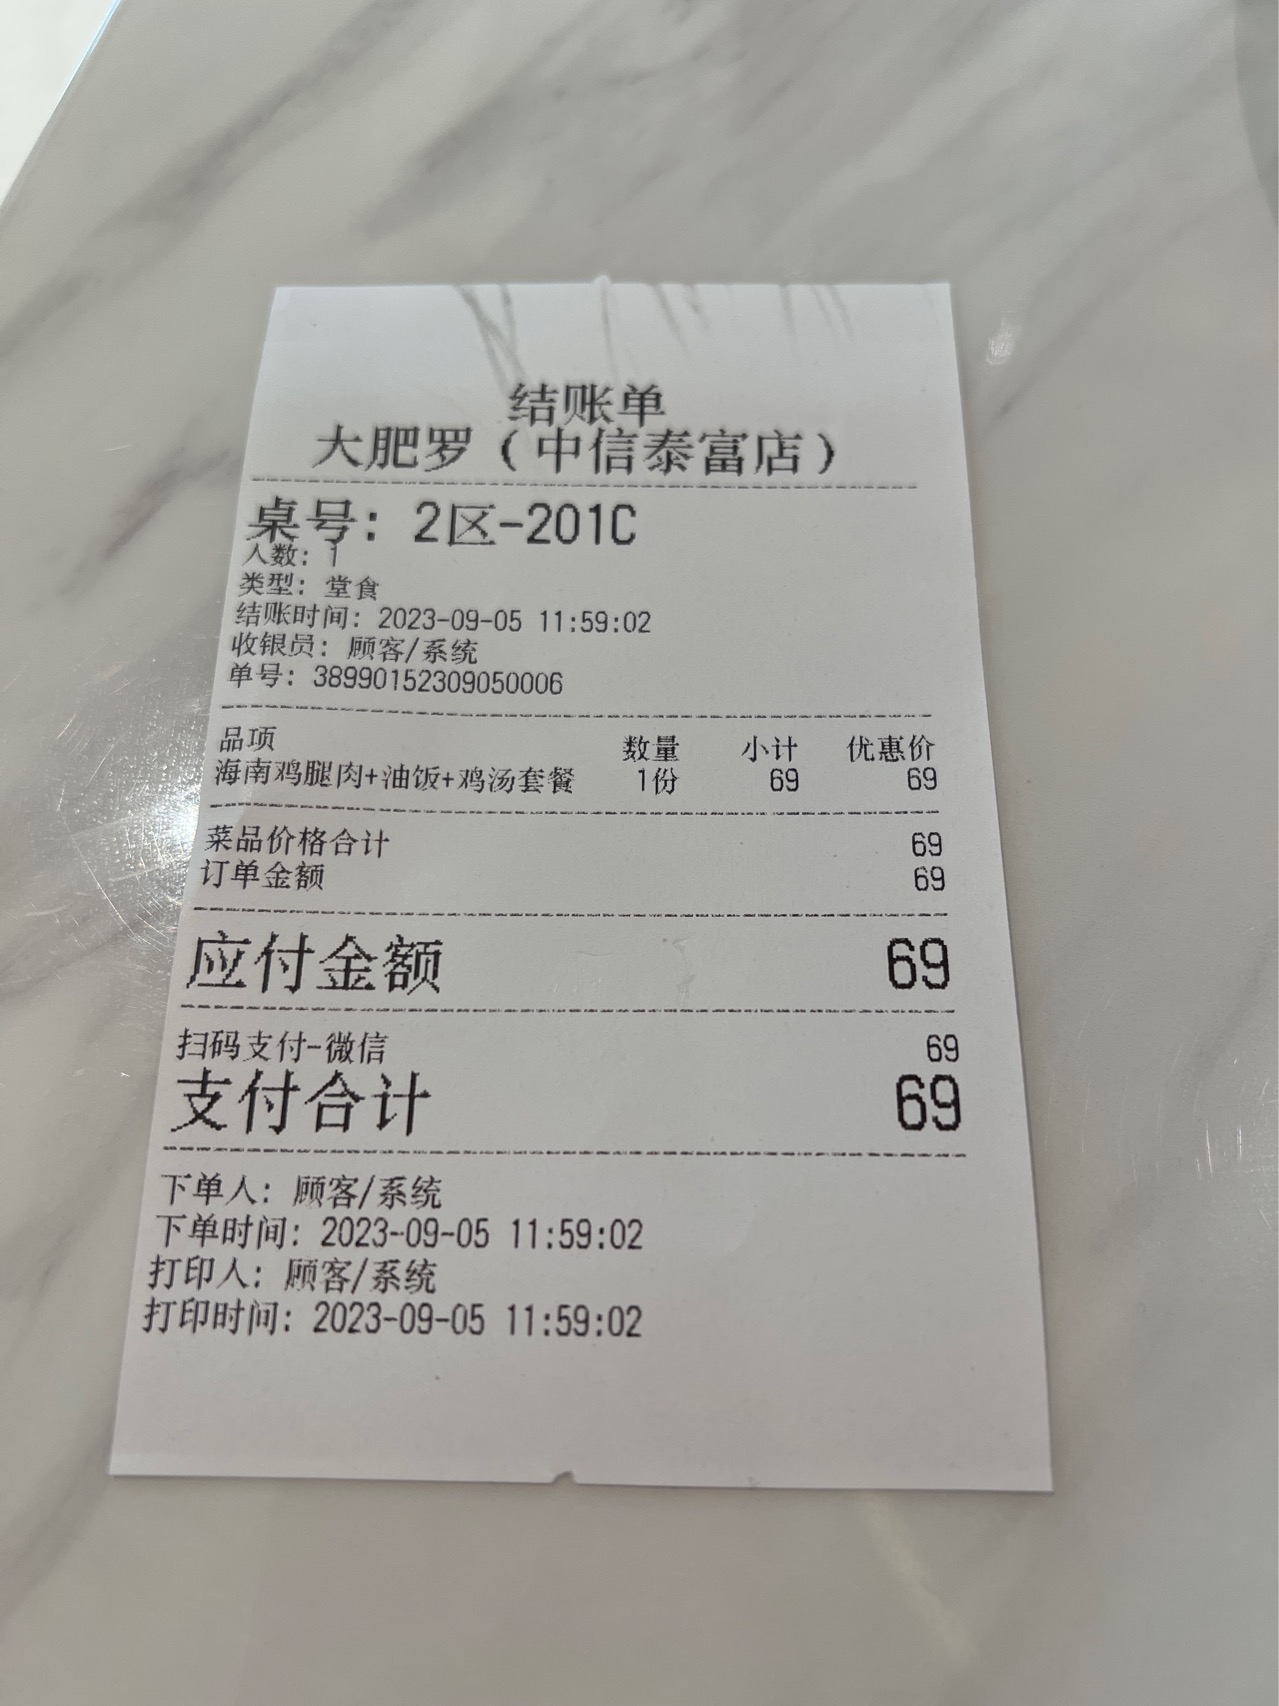 结账单
大肥罗（中信泰富店）
桌号：2区-201C
人数：1
类型：堂食
结账时间：2023-09-05 11:59:02
收银员：顾客/系统
单号：38990152309050006
品项 数量 小计 优惠价
海南鸡腿肉+油饭+鸡汤套餐 1份 69 69
菜品价格合计 69
订单金额 69
应付金额 69
扫码支付-微信 69
支付合计 69
下单人：顾客/系统
下单时间：2023-09-05 11:59:02
打印人：顾客/系统
打印时间：2023-09-05 11:59:02